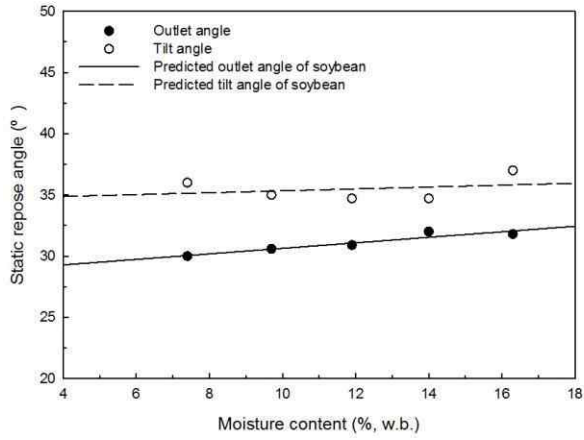 50
45
40
35
30
25
20
Static repose angle (º )
Outlet angle
Tilt angle
Predicted outlet angle of soybean
Predicted tilt angle of soybean
4 6 8 10 12 14 16 18
Moisture content (%, w.b.)